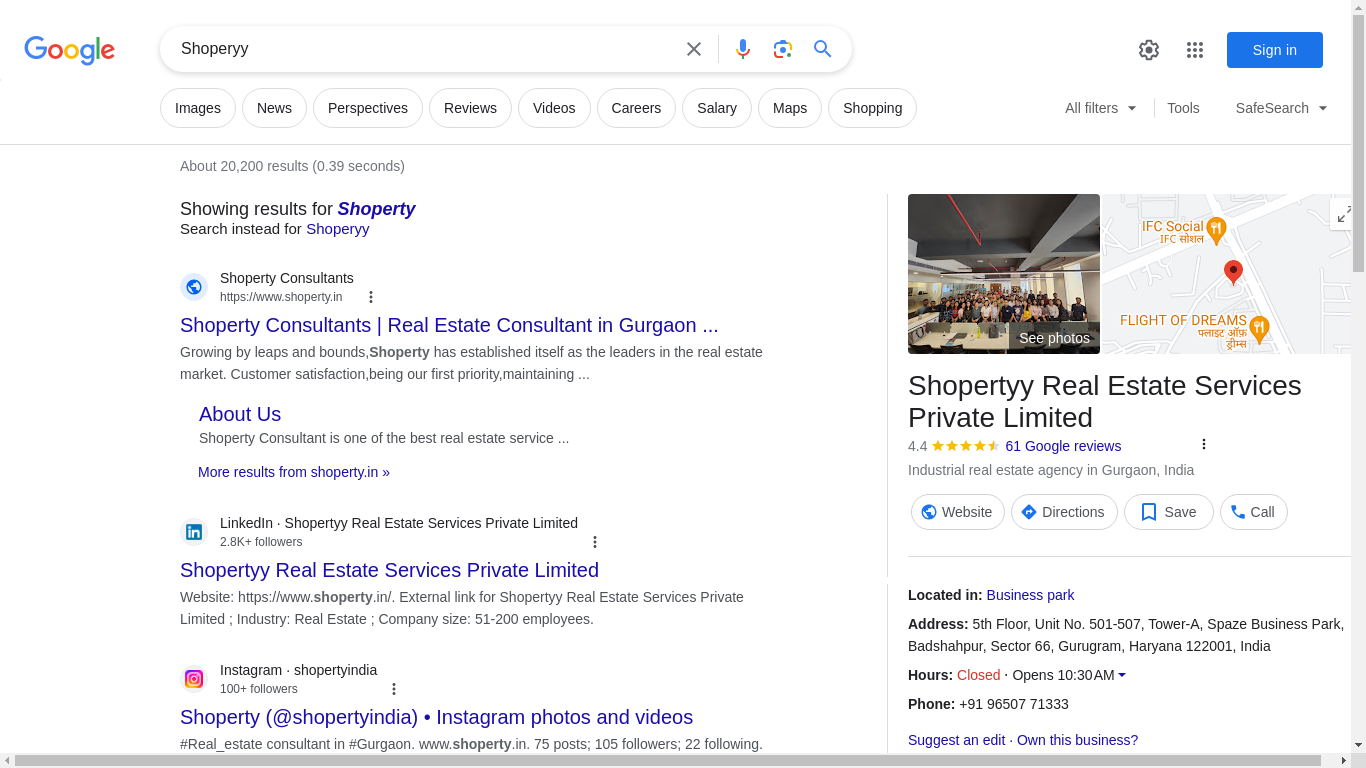 Google
Shoperyy
Sign in
Images
News
Perspectives
Reviews
Videos
Careers
Salary
Maps
Shopping
All filters
Tools
SafeSearch
About 20,200 results (0.39 seconds)
Showing results for Shoperty
Search instead for Shoperyy
Shoperty Consultants
https://www.shoperty.in
Shoperty Consultants | Real Estate Consultant in Gurgaon ...
Growing by leaps and bounds,Shoperty has established itself as the leaders in the real estate
market. Customer satisfaction,being our first priority,maintaining ...
About Us
Shoperty Consultant is one of the best real estate service ...
More results from shoperty.in »
LinkedIn · Shopertyy Real Estate Services Private Limited
2.8K+ followers
Shopertyy Real Estate Services Private Limited
Website: https://www.shoperty.in/. External link for Shopertyy Real Estate Services Private
Limited ; Industry: Real Estate ; Company size: 51-200 employees.
Instagram · shopertyindia
100+ followers
Shoperty (@shopertyindia) • Instagram photos and videos
#Real_estate consultant in #Gurgaon. www.shoperty.in. 75 posts; 105 followers; 22 following.
See photos
IFC Social
IFC सोशल
FLIGHT OF DREAMS
फ्लाइट ऑफ़
ड्रीम्स
Shopertyy Real Estate Services
Private Limited
4.4
61 Google reviews
Industrial real estate agency in Gurgaon, India
Website
Directions
Save
Call
Located in: Business park
Address: 5th Floor, Unit No. 501-507, Tower-A, Spaze Business Park,
Badshahpur, Sector 66, Gurugram, Haryana 122001, India
Hours: Closed · Opens 10:30 AM
Phone: +91 96507 71333
Suggest an edit · Own this business?